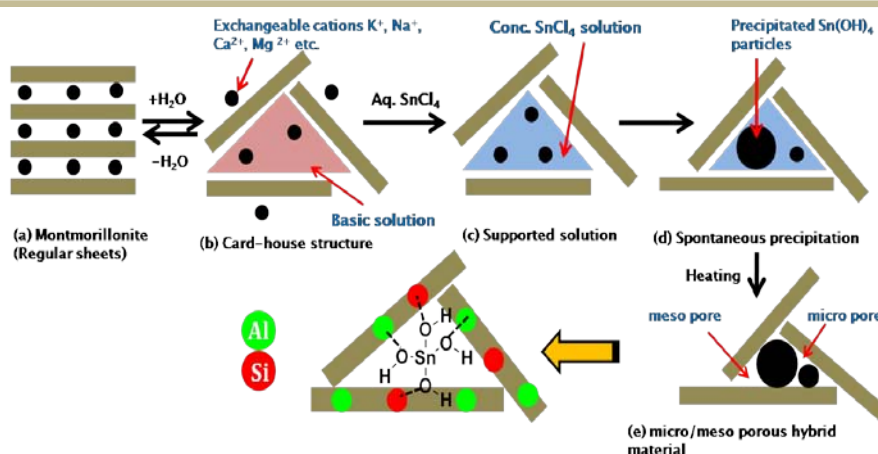 Exchangeable cations K⁺, Na⁺,
Ca²⁺, Mg ²⁺ etc.
Conc. SnCl₄ solution
Precipitated Sn(OH)₄
particles
+H₂O
−H₂O
Aq. SnCl₄
Basic solution
(a) Montmorillonite
(Regular sheets)
(b) Card-house structure
(c) Supported solution
(d) Spontaneous precipitation
Heating
meso pore
micro pore
Al
Si
H
O
O
Sn
O
H
H
O
H
(e) micro/meso porous hybrid
material